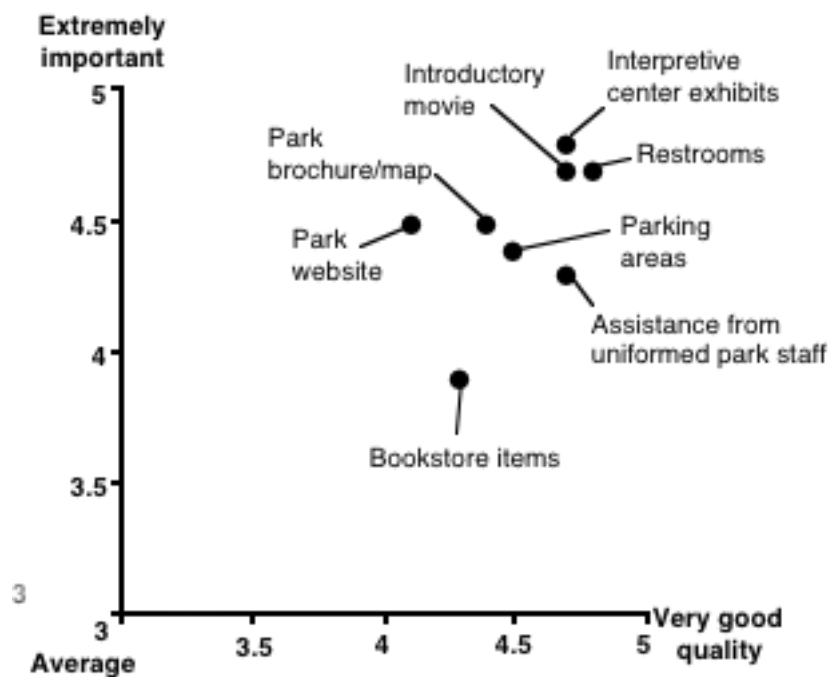 Extremely
important
5
Introductory
movie
Interpretive
center exhibits
Park
brochure/map
Restrooms
4.5
Park
website
Parking
areas
Assistance from
uniformed park staff
4
Bookstore items
3.5
3
3
Average
3.5
4
4.5
5
Very good
quality